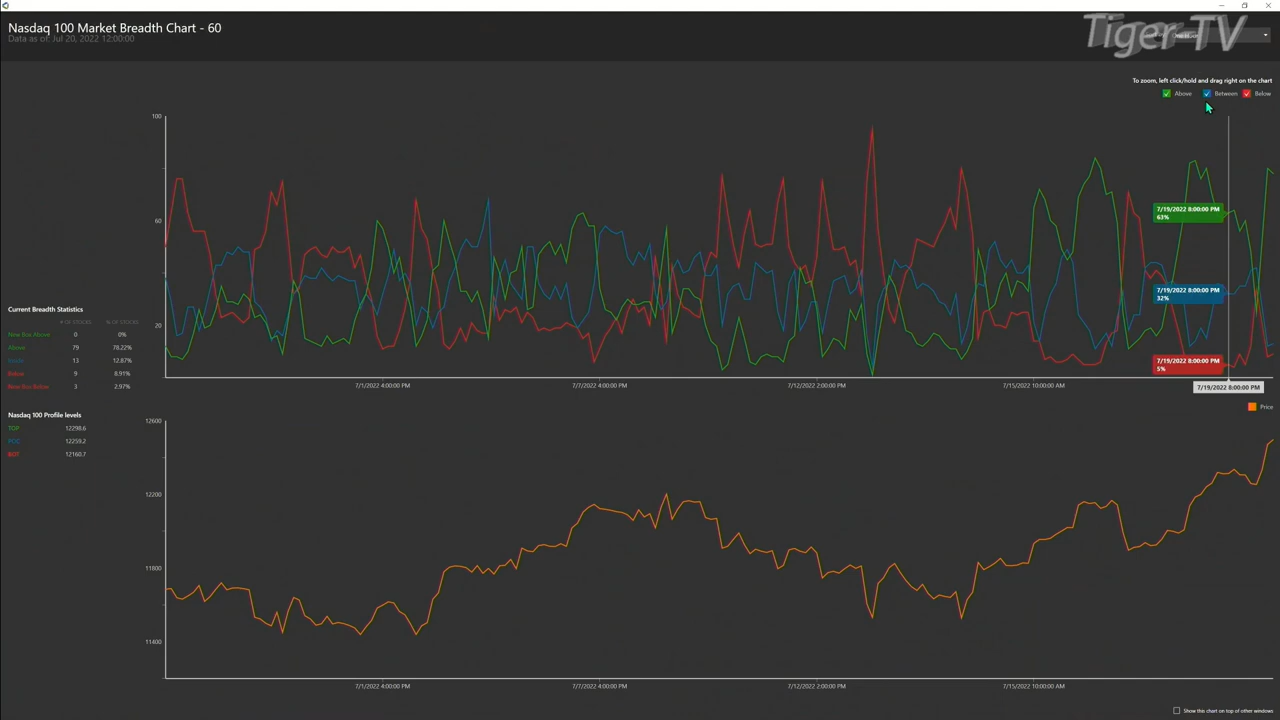 Nasdaq 100 Market Breadth Chart - 60
Data as of: Jul 20, 2022 12:00:00
Tiger-TV
To zoom, left click/hold and drag right on the chart
Above Between Below
100
60
20
7/19/2022 8:00:00 PM
63%
7/19/2022 8:00:00 PM
32%
7/19/2022 8:00:00 PM
5%
7/1/2022 4:00:00 PM 7/7/2022 4:00:00 PM 7/12/2022 2:00:00 PM 7/15/2022 10:00:00 AM 7/19/2022 8:00:00 PM
Current Breadth Statistics
# OF STOCKS % OF STOCKS
New Box Above 0 0%
Above 79 78.22%
Inside 13 12.87%
Below 9 8.91%
New Box Below 3 2.97%
Nasdaq 100 Profile levels
TOP 12298.6
POC 12259.2
BOT 12160.7
Price
12600
12200
11800
11400
7/1/2022 4:00:00 PM 7/7/2022 4:00:00 PM 7/12/2022 2:00:00 PM 7/15/2022 10:00:00 AM
Show this chart on top of other windows